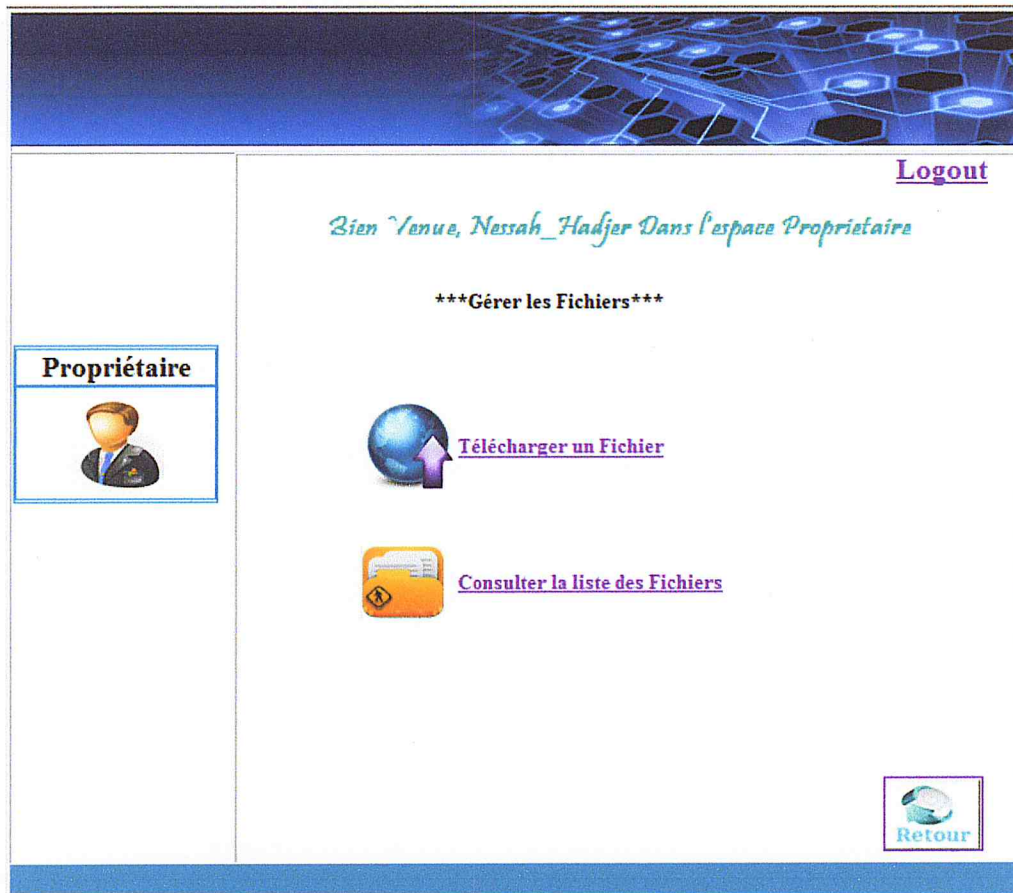 Logout
Bien Venue, Nessah_Hadjer Dans l'espace Proprietaire
***Gérer les Fichiers***
Propriétaire
Télécharger un Fichier
Consulter la liste des Fichiers
Retour